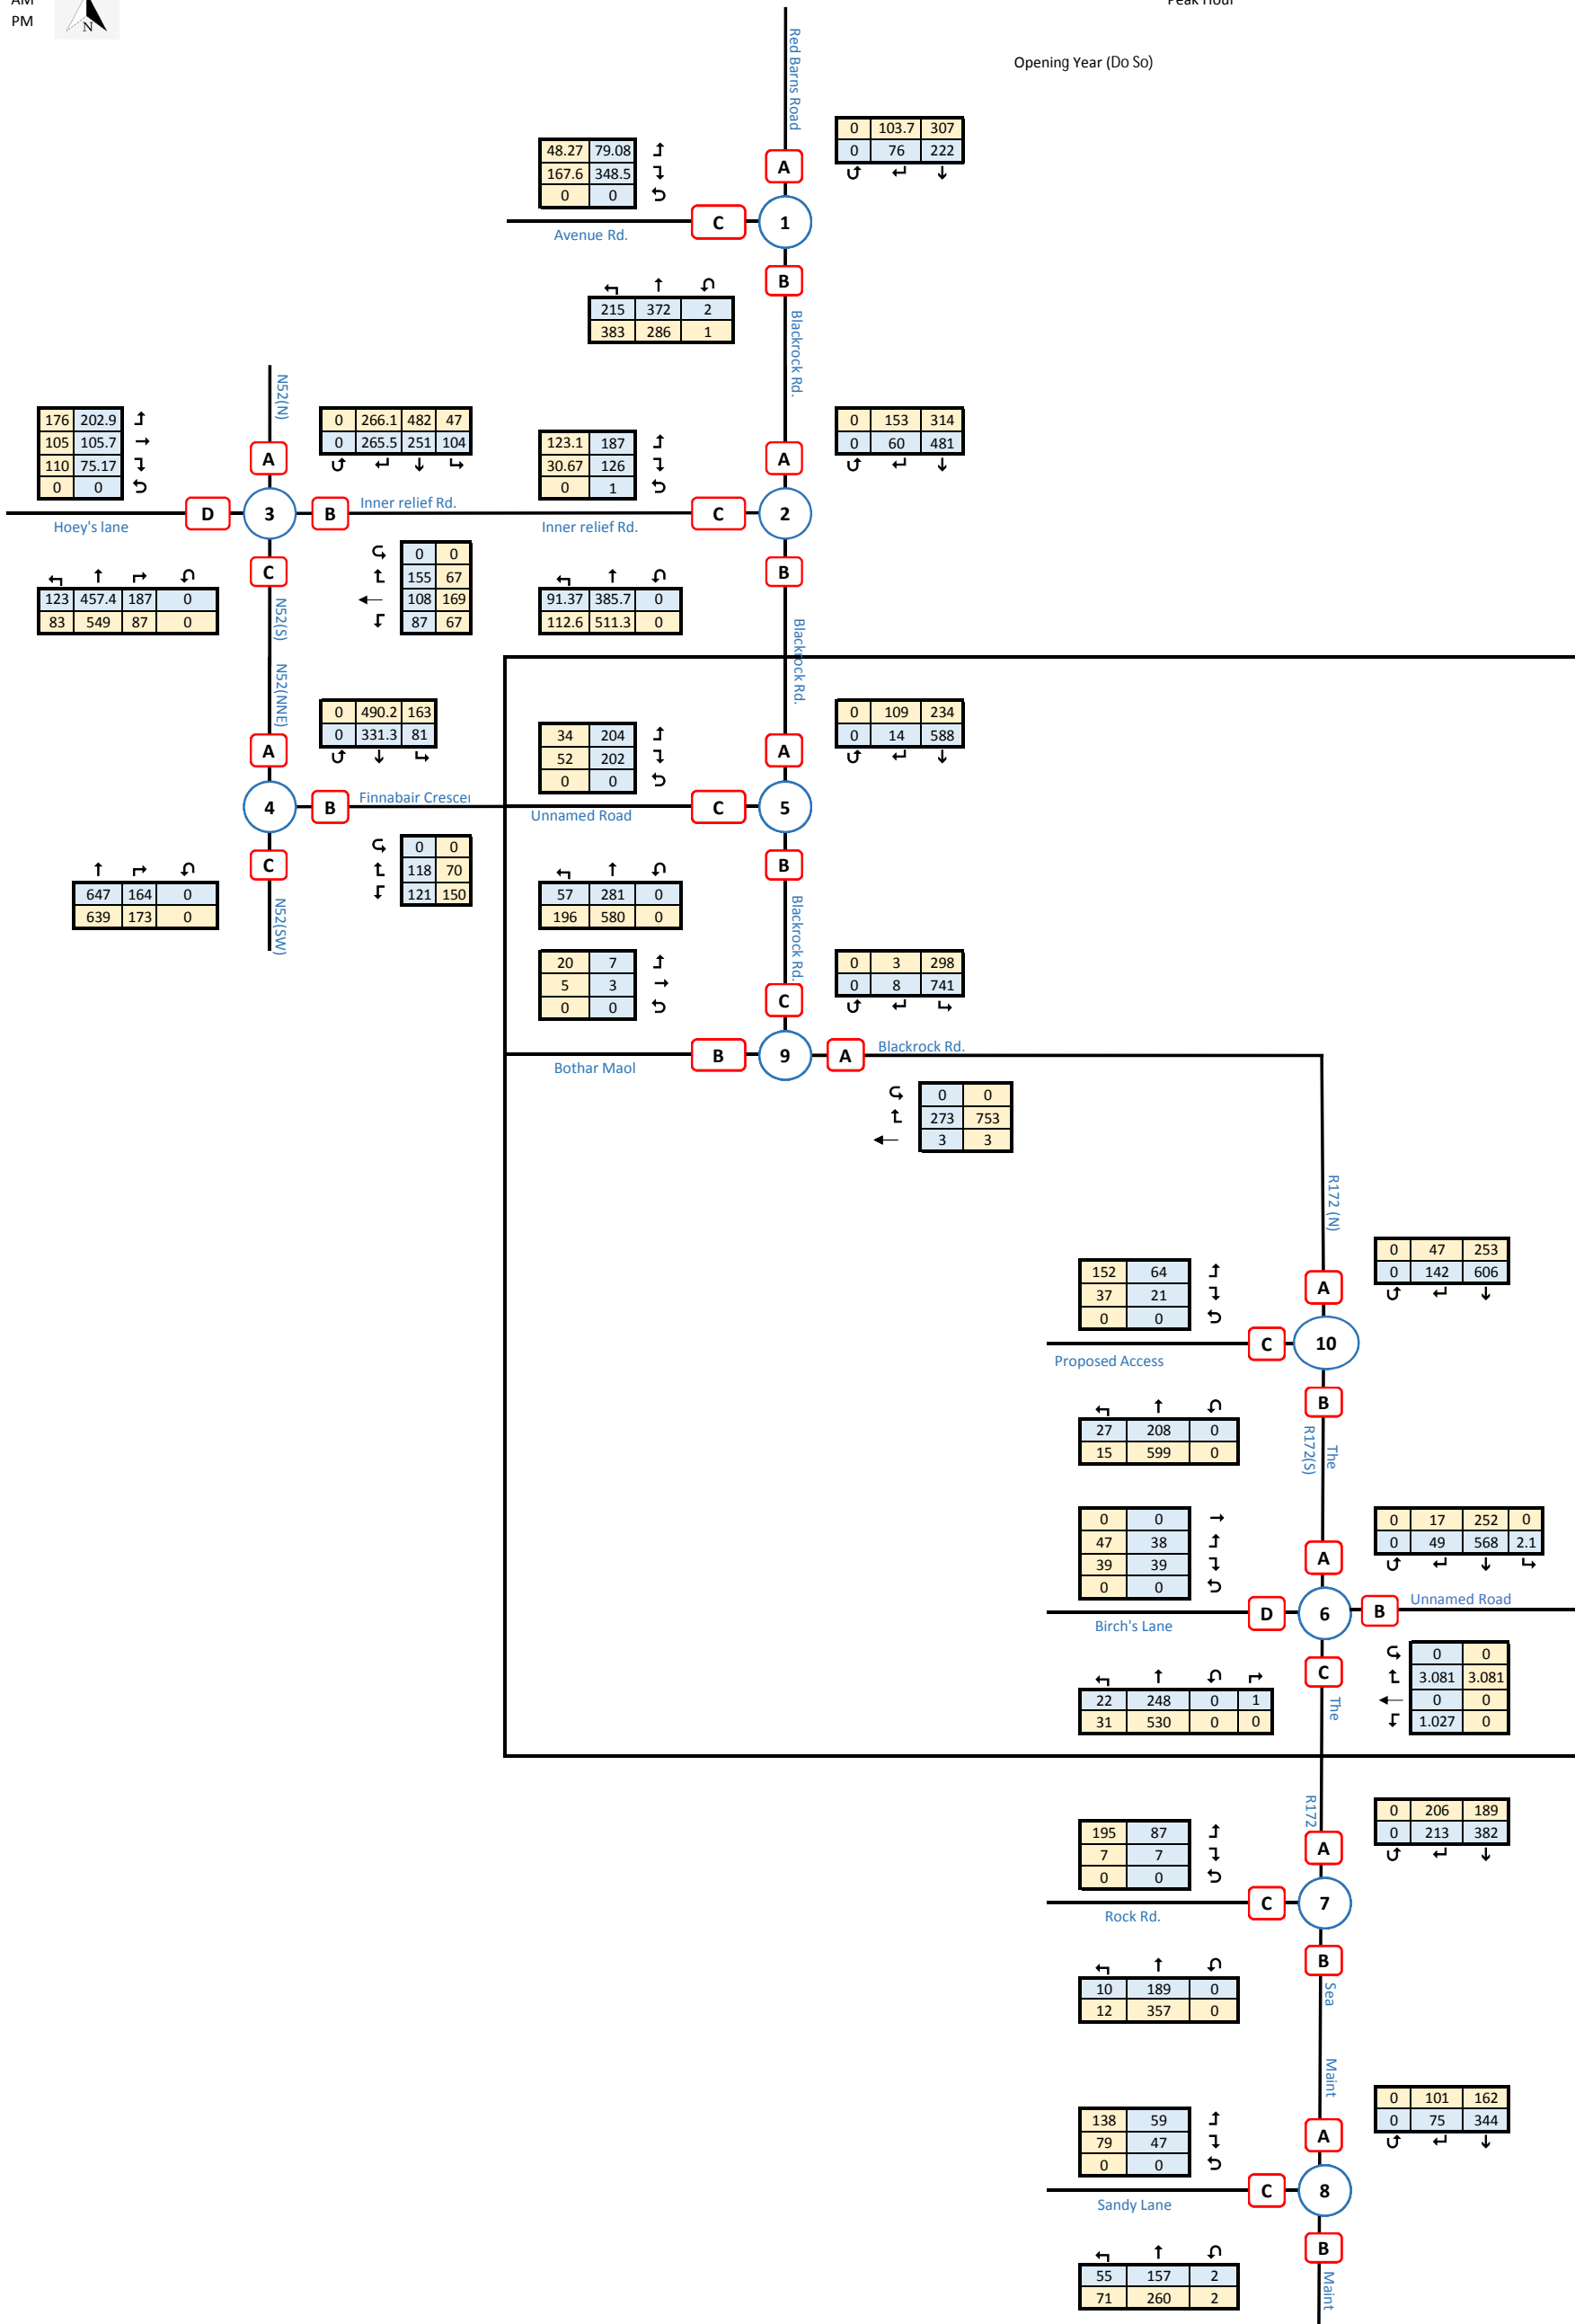 AM
Peak Hour
PM
N
Opening Year (Do So)
Red Barns Road
0 103.7 307
0 76 222
48.27 79.08
167.6 348.5
0 0
A
C
1
Avenue Rd.
B
215 372 2
383 286 1
Blackrock Rd.
N52(N)
176 202.9
105 105.7
110 75.17
0 0
0 266.1 482 47
0 265.5 251 104
123.1 187
30.67 126
0 1
0 153 314
0 60 481
A
A
D
3
B
Inner relief Rd.
C
2
Hoey's lane
Inner relief Rd.
C
B
0 0
155 67
108 169
87 67
123 457.4 187 0
83 549 87 0
91.37 385.7 0
112.6 511.3 0
N52(S)
Blackrock Rd.
N52(NNE)
0 490.2 163
0 331.3 81
34 204
52 202
0 0
0 109 234
0 14 588
A
A
4
B
Finnabair Crescer
C
5
Unnamed Road
C
B
0 0
118 70
121 150
647 164 0
639 173 0
57 281 0
196 580 0
N52(SW)
Blackrock Rd.
20 7
5 3
0 0
0 3 298
0 8 741
C
B
9
A
Blackrock Rd.
Bothar Maol
0 0
273 753
3 3
R172 (N)
152 64
37 21
0 0
0 47 253
0 142 606
A
C
10
Proposed Access
B
27 208 0
15 599 0
The
R172(S)
0 0
47 38
39 39
0 0
0 17 252 0
0 49 568 2.1
A
D
6
B
Unnamed Road
Birch's Lane
C
0 0
3.081 3.081
0 0
1.027 0
22 248 0 1
31 530 0 0
The
R172
195 87
7 7
0 0
0 206 189
0 213 382
A
C
7
Rock Rd.
B
10 189 0
12 357 0
Sea
Maint
138 59
79 47
0 0
0 101 162
0 75 344
A
C
8
Sandy Lane
B
55 157 2
71 260 2
Maint